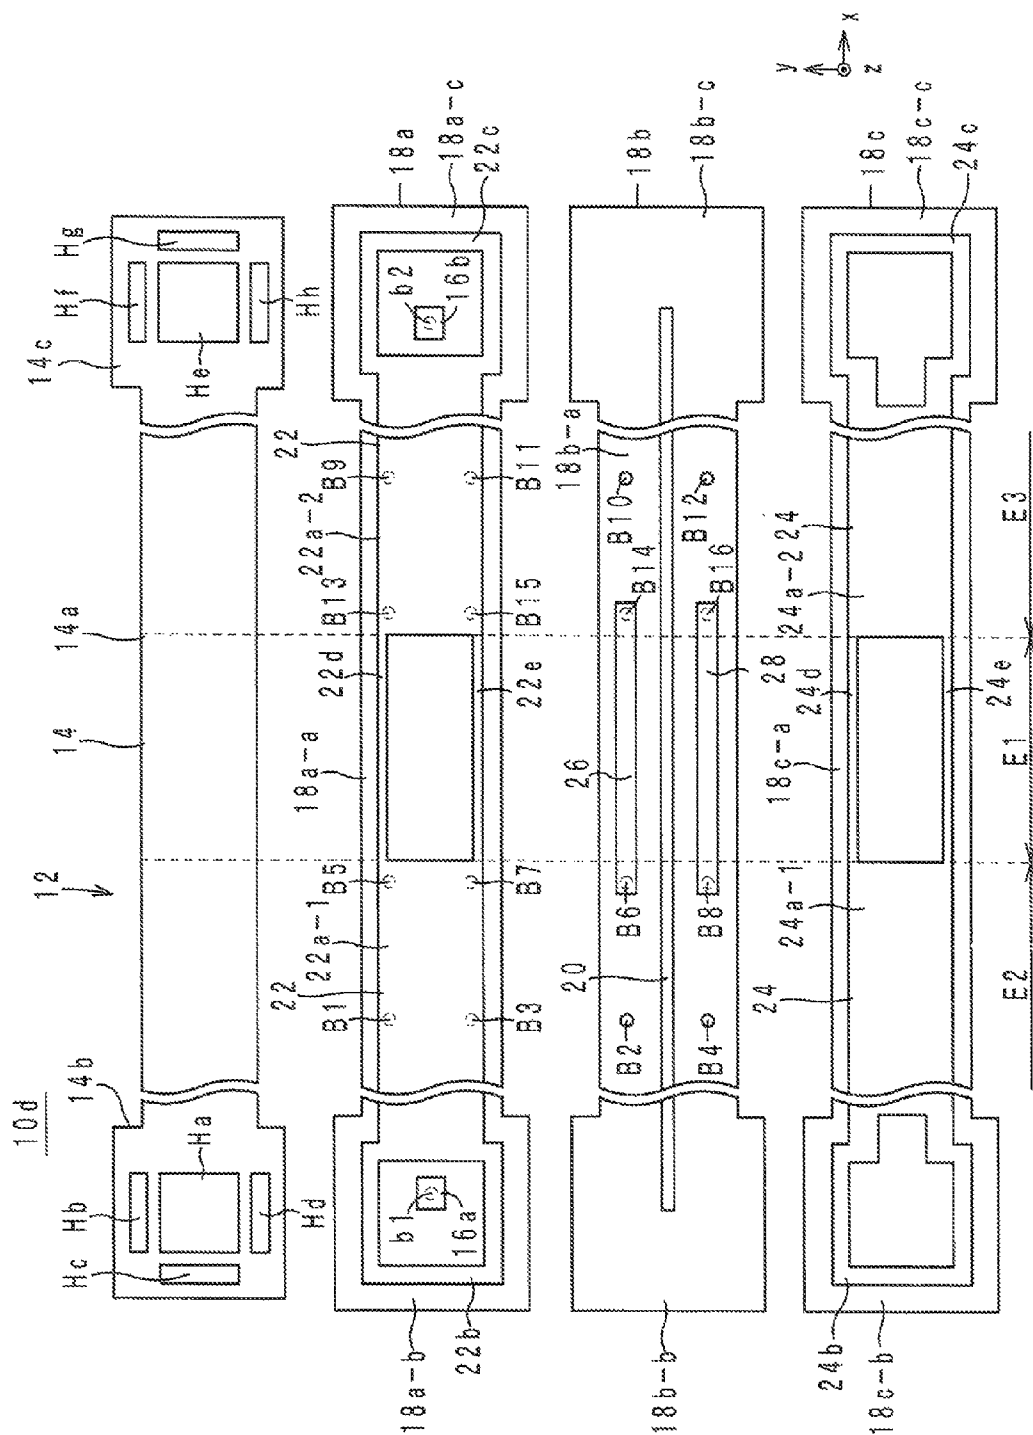 10d
12
14
14a
14b
14c
Hb
Hc
Ha
Hd
Hf
Hg
He
Hh
22
22a-1
18a-a
22d
22a-2
22
18a
18a-c
22c
B1
B5
B13
B9
B3
B7
22e
B15
B11
b1
16a
b2
16b
18a-b
22b
20
26
18b-a
18b
18b-c
B2
B6
B14
B10
B4
B8
28
B16
B12
18b-b
24
24a-1
18c-a
24d
24a-2
24
24e
18c
18c-c
24c
24b
18c-b
E2
E1
E3
y
x
z